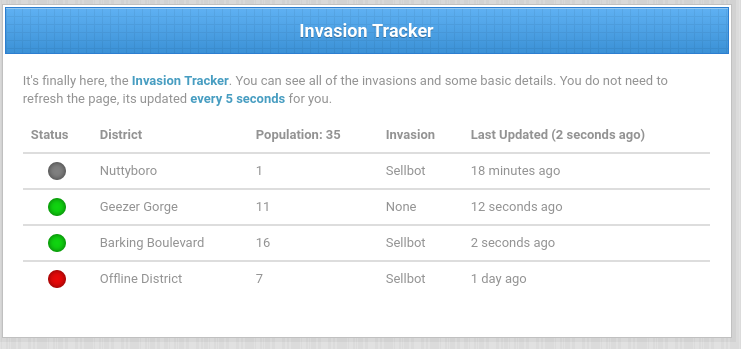 Invasion Tracker
It's finally here, the Invasion Tracker. You can see all of the invasions and some basic details. You do not need to
refresh the page, its updated every 5 seconds for you.
Status District Population: 35 Invasion Last Updated (2 seconds ago)
Nuttyboro 1 Sellbot 18 minutes ago
Geezer Gorge 11 None 12 seconds ago
Barking Boulevard 16 Sellbot 2 seconds ago
Offline District 7 Sellbot 1 day ago